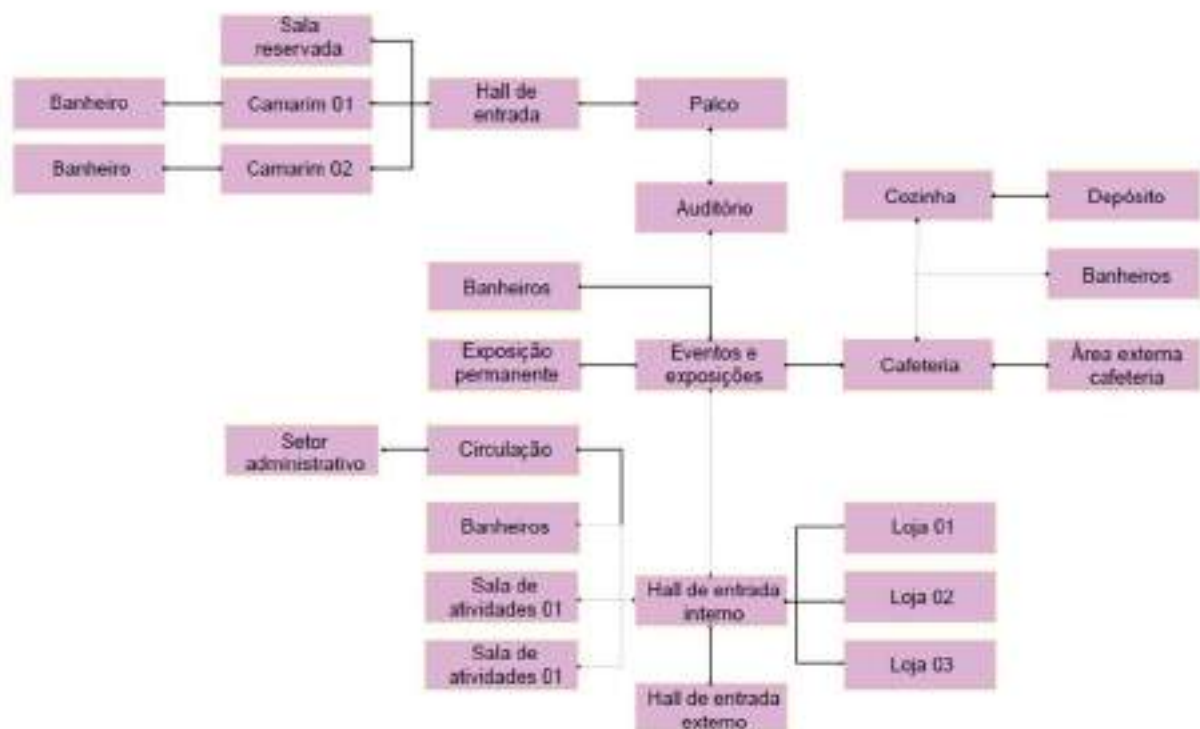 Sala
reservada
Banheiro
Camarim 01
Hall de
entrada
Palco
Banheiro
Camarim 02
Auditório
Cozinha
Depósito
Banheiros
Banheiros
Exposição
permanente
Eventos e
exposições
Cafeteria
Área externa
cafeteria
Setor
administrativo
Circulação
Banheiros
Loja 01
Sala de
atividades 01
Hall de entrada
interno
Loja 02
Sala de
atividades 01
Loja 03
Hall de entrada
externo